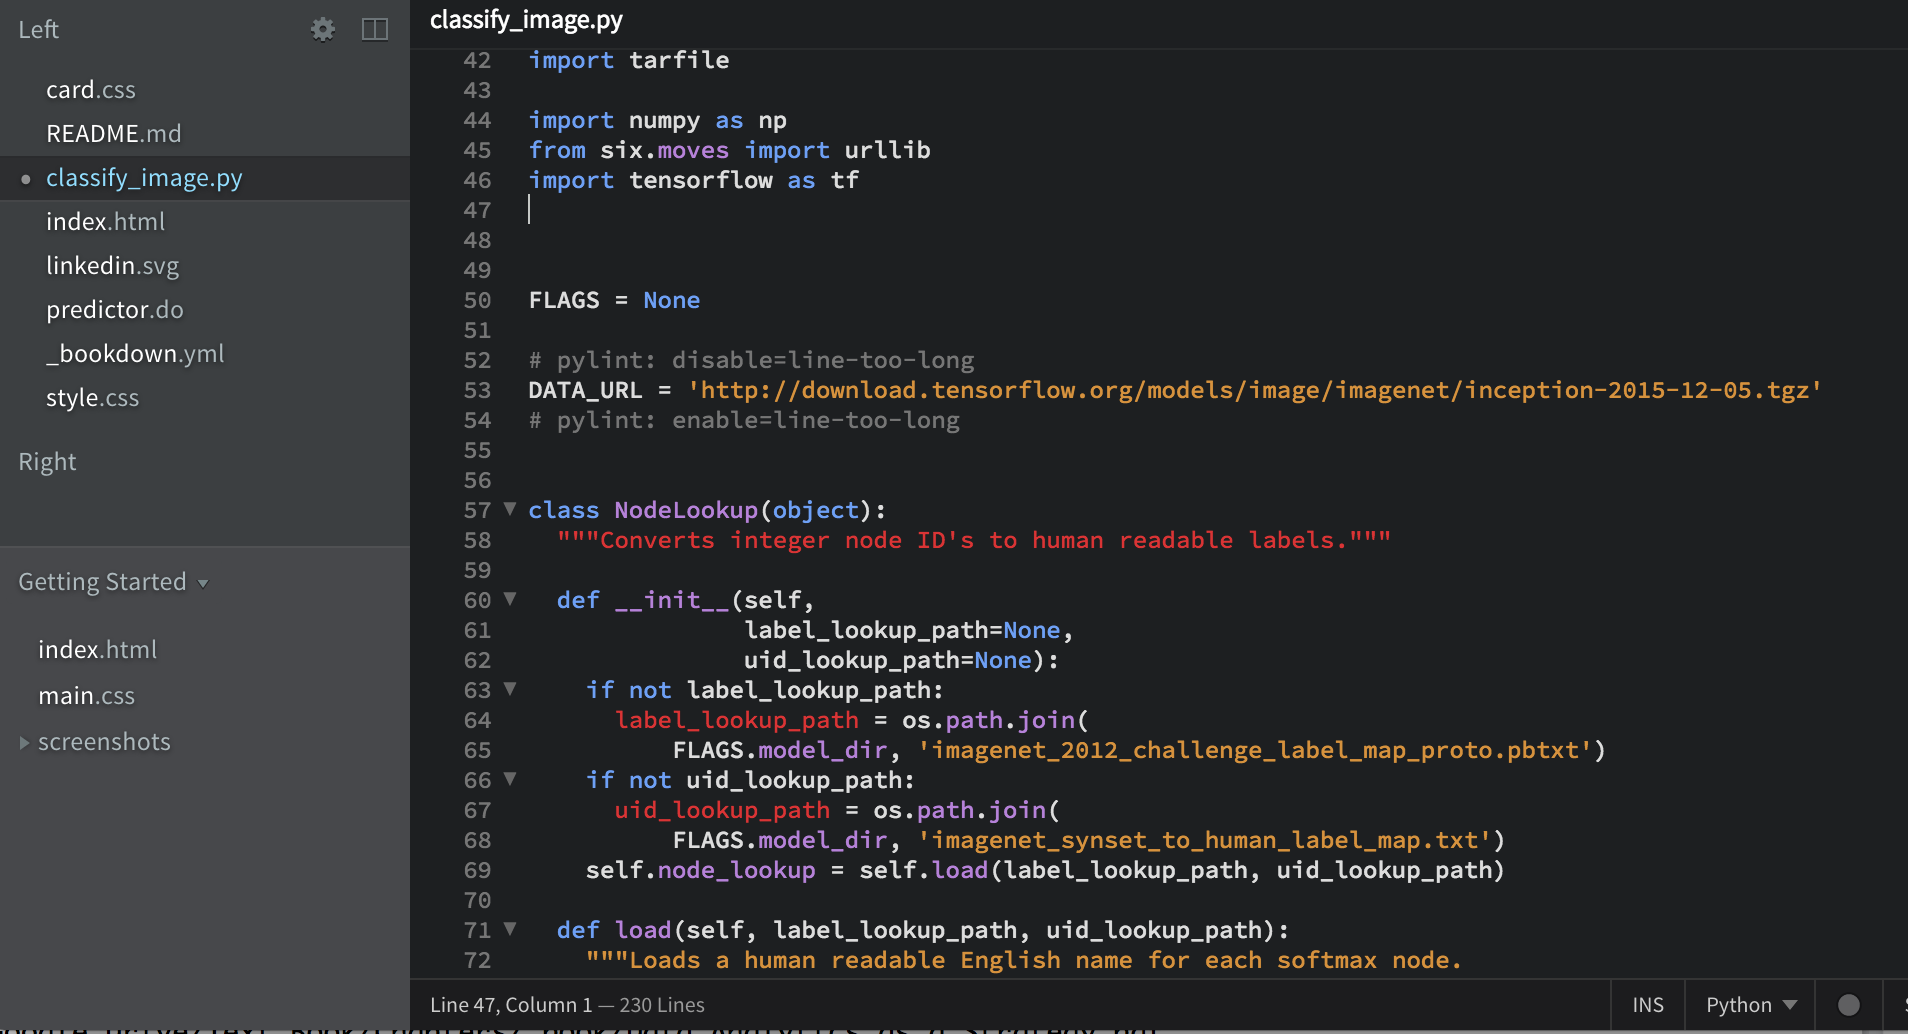 Left
card.css
README.md
classify_image.py
index.html
linkedin.svg
predictor.do
_bookdown.yml
style.css
Right
Getting Started
index.html
main.css
screenshots
classify_image.py
42 import tarfile
43
44 import numpy as np
45 from six.moves import urllib
46 import tensorflow as tf
47
48
49
50 FLAGS = None
51
52 # pylint: disable=line-too-long
53 DATA_URL = 'http://download.tensorflow.org/models/image/imagenet/inception-2015-12-05.tgz'
54 # pylint: enable=line-too-long
55
56
57 class NodeLookup(object):
58 """Converts integer node ID's to human readable labels."""
59
60 def __init__(self,
61 label_lookup_path=None,
62 uid_lookup_path=None):
63 if not label_lookup_path:
64 label_lookup_path = os.path.join(
65 FLAGS.model_dir, 'imagenet_2012_challenge_label_map_proto.pbtxt')
66 if not uid_lookup_path:
67 uid_lookup_path = os.path.join(
68 FLAGS.model_dir, 'imagenet_synset_to_human_label_map.txt')
69 self.node_lookup = self.load(label_lookup_path, uid_lookup_path)
70
71 def load(self, label_lookup_path, uid_lookup_path):
72 """Loads a human readable English name for each softmax node.
Line 47, Column 1 — 230 Lines
INS
Python